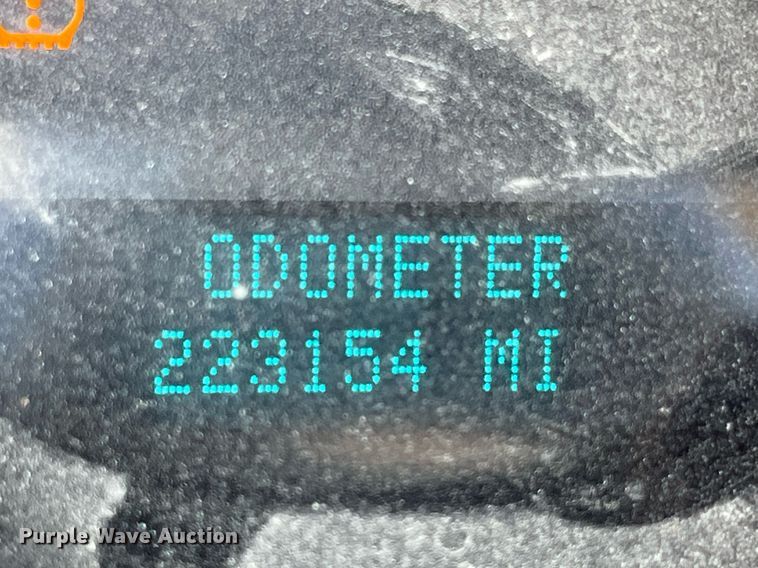 ODOMETER
223154 MI
Purple Wave Auction